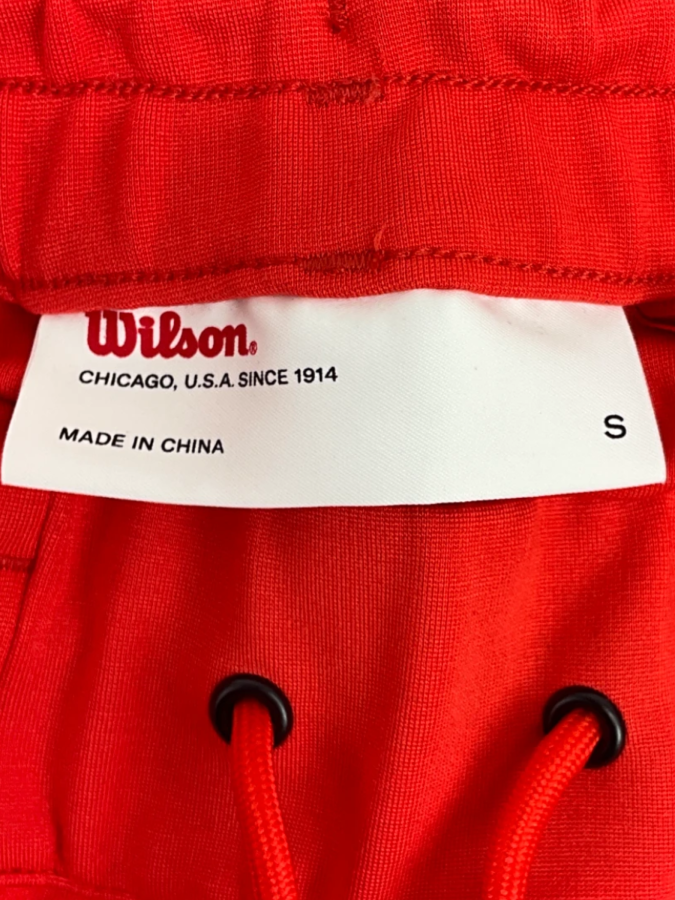 Wilson®
CHICAGO, U.S.A. SINCE 1914
MADE IN CHINA
S